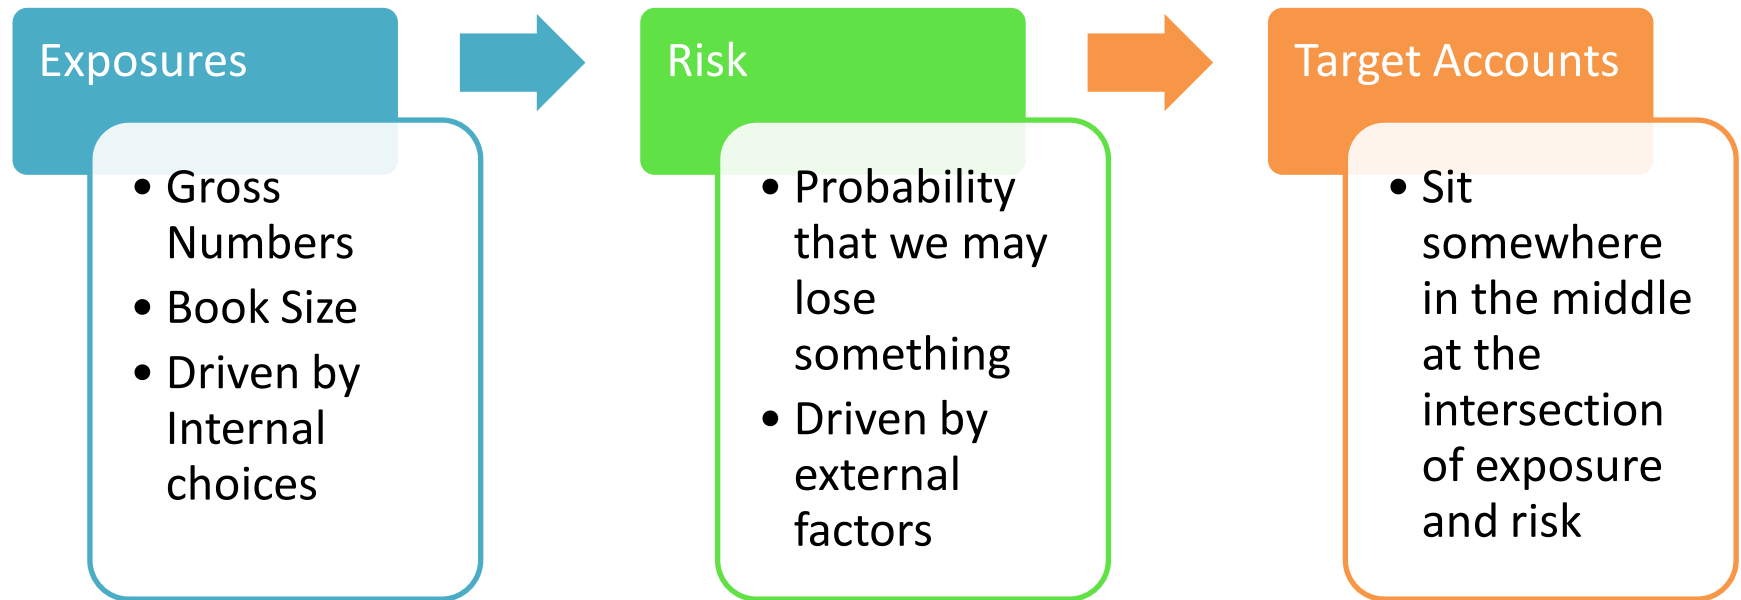 Exposures
• Gross
Numbers
• Book Size
• Driven by
Internal
choices
Risk
• Probability
that we may
lose
something
• Driven by
external
factors
Target Accounts
• Sit
somewhere
in the middle
at the
intersection
of exposure
and risk